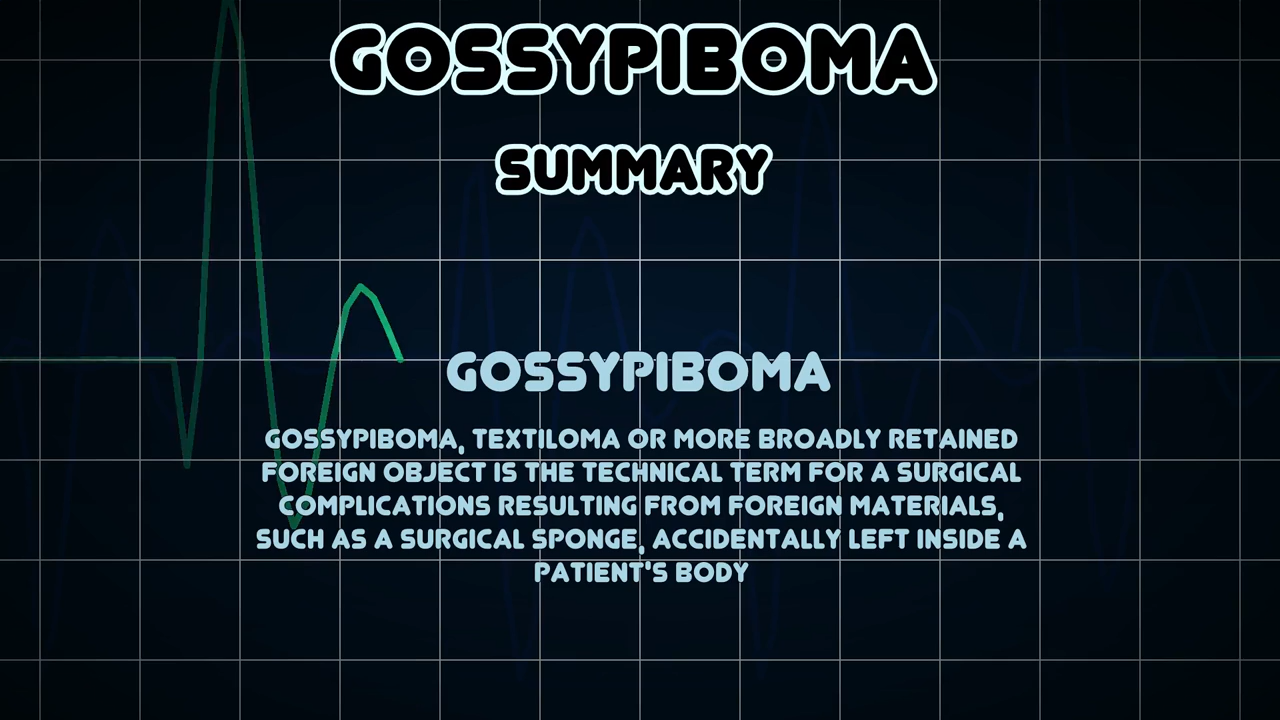 GOSSYPIBOMA
SUMMARY
GOSSYPIBOMA
GOSSYPIBOMA, TEXTILOMA OR MORE BROADLY RETAINED
FOREIGN OBJECT IS THE TECHNICAL TERM FOR A SURGICAL
COMPLICATIONS RESULTING FROM FOREIGN MATERIALS,
SUCH AS A SURGICAL SPONGE, ACCIDENTALLY LEFT INSIDE A
PATIENT'S BODY